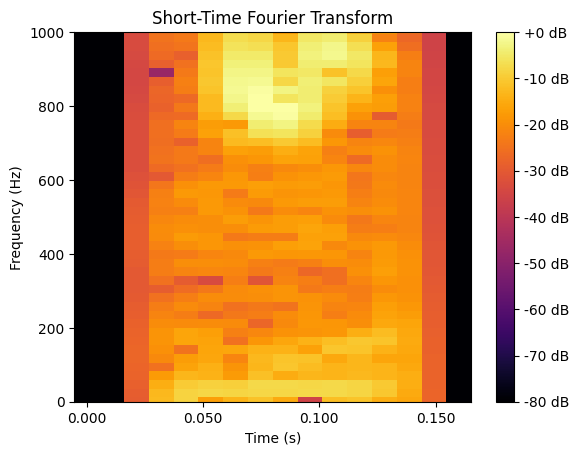 Short-Time Fourier Transform
1000
800
600
400
200
0
Frequency (Hz)
0.000
0.050
0.100
0.150
Time (s)
+0 dB
-10 dB
-20 dB
-30 dB
-40 dB
-50 dB
-60 dB
-70 dB
-80 dB